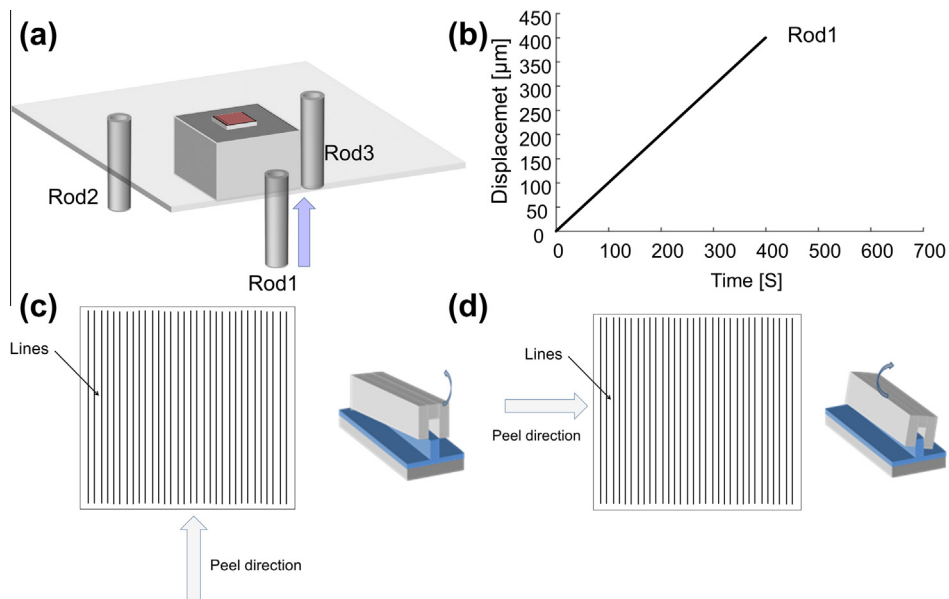 (a)
Rod2
Rod3
Rod1
(b)
Displacemet [µm]
450
400
350
300
250
200
150
100
50
0
Rod1
0 100 200 300 400 500 600 700
Time [S]
(c)
Lines
Peel direction
(d)
Lines
Peel direction